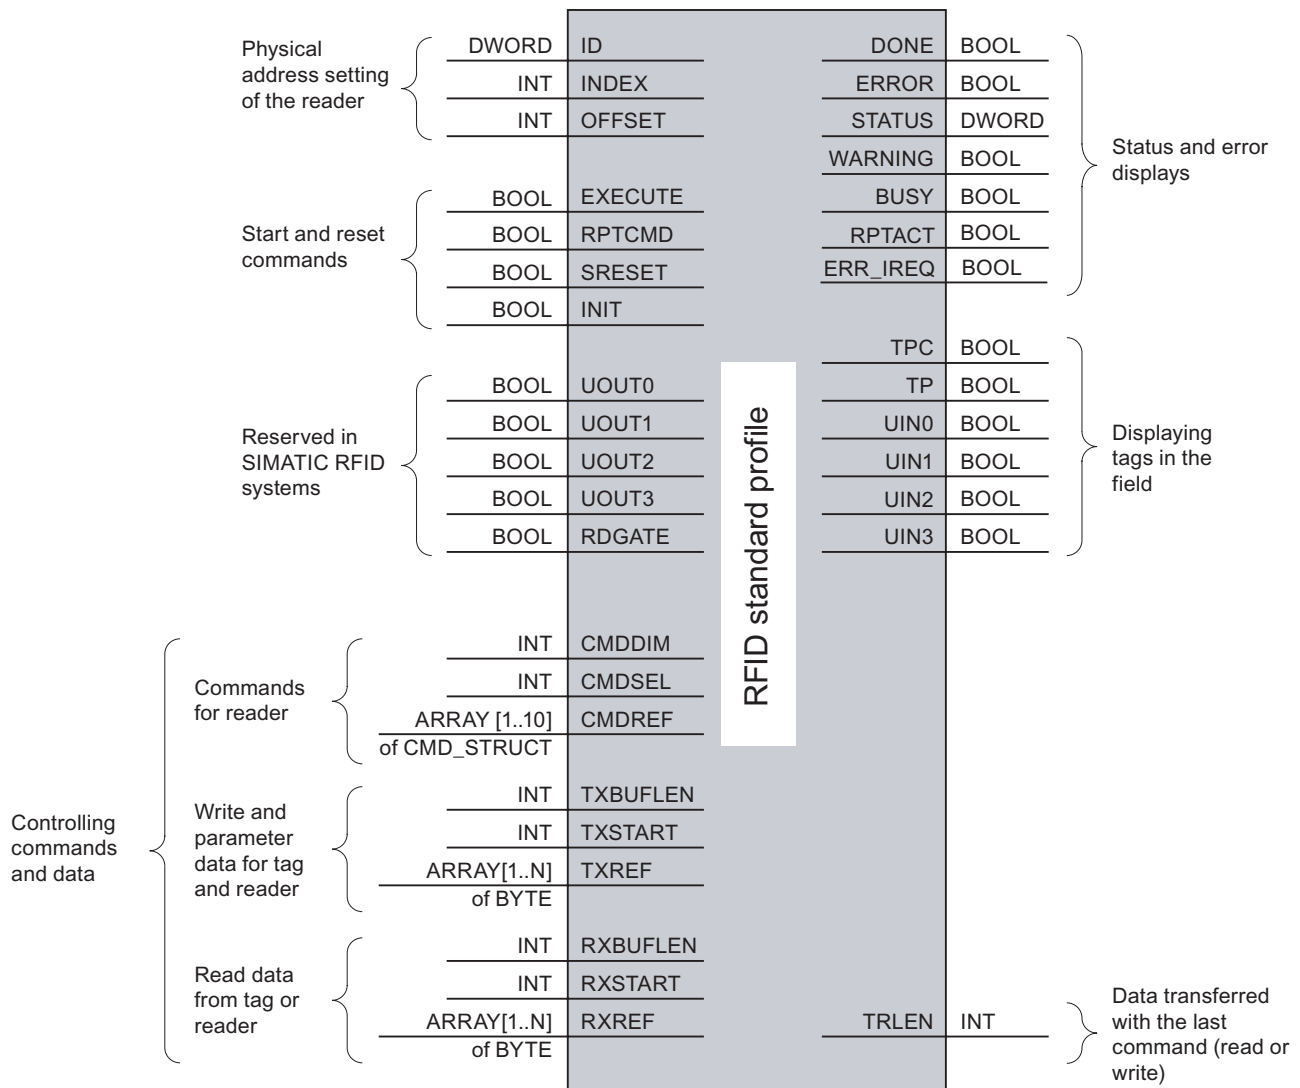 Physical
address setting
of the reader
DWORD ID
INT INDEX
INT OFFSET
Start and reset
commands
BOOL EXECUTE
BOOL RPTCMD
BOOL SRESET
BOOL INIT
Reserved in
SIMATIC RFID
systems
BOOL UOUT0
BOOL UOUT1
BOOL UOUT2
BOOL UOUT3
BOOL RDGATE
Controlling
commands
and data
Commands
for reader
INT CMDDIM
INT CMDSEL
ARRAY [1..10] CMDREF
of CMD_STRUCT
Write and
parameter
data for tag
and reader
INT TXBUFLEN
INT TXSTART
ARRAY[1..N] TXREF
of BYTE
Read data
from tag or
reader
INT RXBUFLEN
INT RXSTART
ARRAY[1..N] RXREF
of BYTE
RFID standard profile
DONE BOOL
ERROR BOOL
STATUS DWORD
WARNING BOOL
BUSY BOOL
RPTACT BOOL
ERR_IREQ BOOL
Status and error
displays
TPC BOOL
TP BOOL
UIN0 BOOL
UIN1 BOOL
UIN2 BOOL
UIN3 BOOL
Displaying
tags in the
field
TRLEN INT
Data transferred
with the last
command (read or
write)